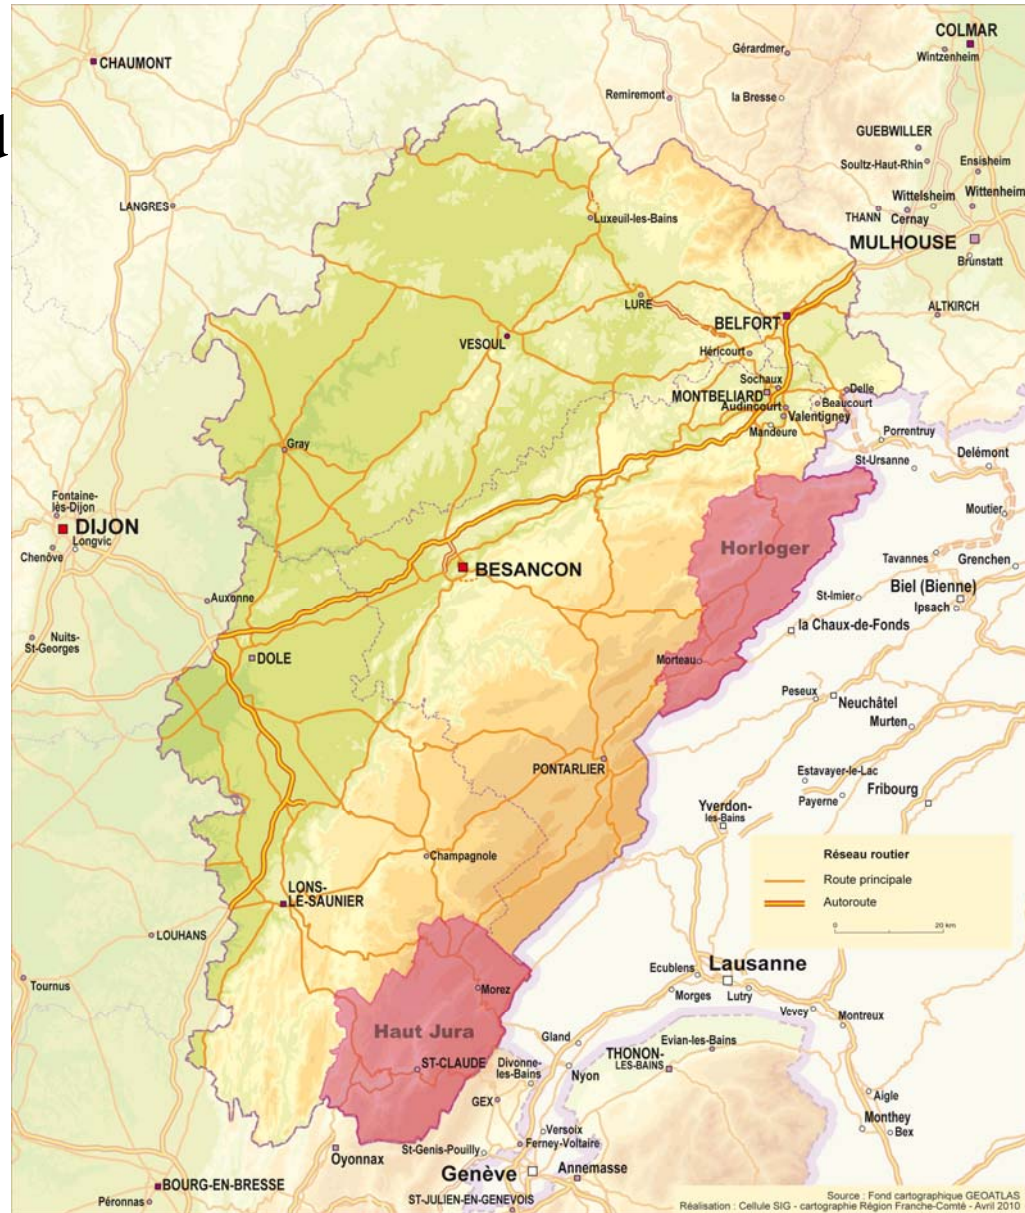 COLMAR
Wintzenheim
Gérardmer
CHAUMONT
Remiremont
la Bresse
GUEBWILLER
Soultz-Haut-Rhin
Ensisheim
Wittelsheim
Wittenheim
LANGRES
THANN
Cernay
Luxeuil-les-Bains
MULHOUSE
Brunstatt
LURE
ALTKIRCH
BELFORT
VESOUL
Héricourt
Sochaux
MONTBELIARD
Delle
Audincourt
Beaucourt
Valentigney
Mandeure
Gray
Porrentruy
St-Ursanne
Delémont
Fontaine-
lès-Dijon
DIJON
Longvic
Chenôve
Moutier
Horloger
Tavannes
Grenchen
BESANCON
Biel (Bienne)
Ipsach
St-Imier
Auxonne
la Chaux-de-Fonds
Nuits-
St-Georges
DOLE
Morteau
Peseux
Neuchâtel
Murten
PONTARLIER
Estavayer-le-Lac
Payerne
Fribourg
Yverdon-
les-Bains
Champagnole
Réseau routier
Route principale
Autoroute
0
20 km
LONS-
LE-SAUNIER
LOUHANS
Tournus
Lausanne
Ecublens
Morges
Lutry
Vevey
Montreux
Morez
Haut Jura
Gland
Evian-les-Bains
ST-CLAUDE
Divonne-
les-Bains
THONON-
LES-BAINS
Nyon
GEX
Aigle
Monthey
Bex
Versoix
Ferney-Voltaire
St-Genis-Pouilly
Oyonnax
Genève
Annemasse
BOURG-EN-BRESSE
Péronnas
ST-JULIEN-EN-GENEVOIS
Source : Fond cartographique GEOATLAS
Réalisation : Cellule SIG - cartographie Région Franche-Comté - Avril 2010